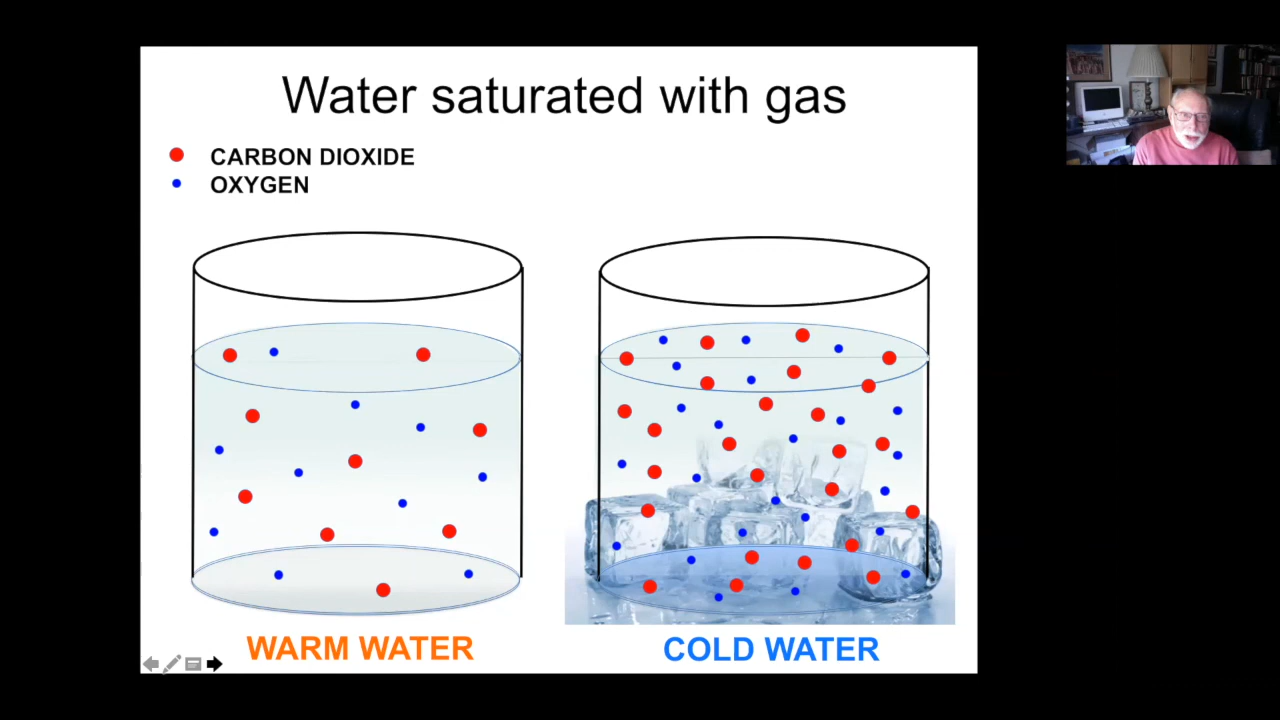 Water saturated with gas
CARBON DIOXIDE
OXYGEN
WARM WATER
COLD WATER